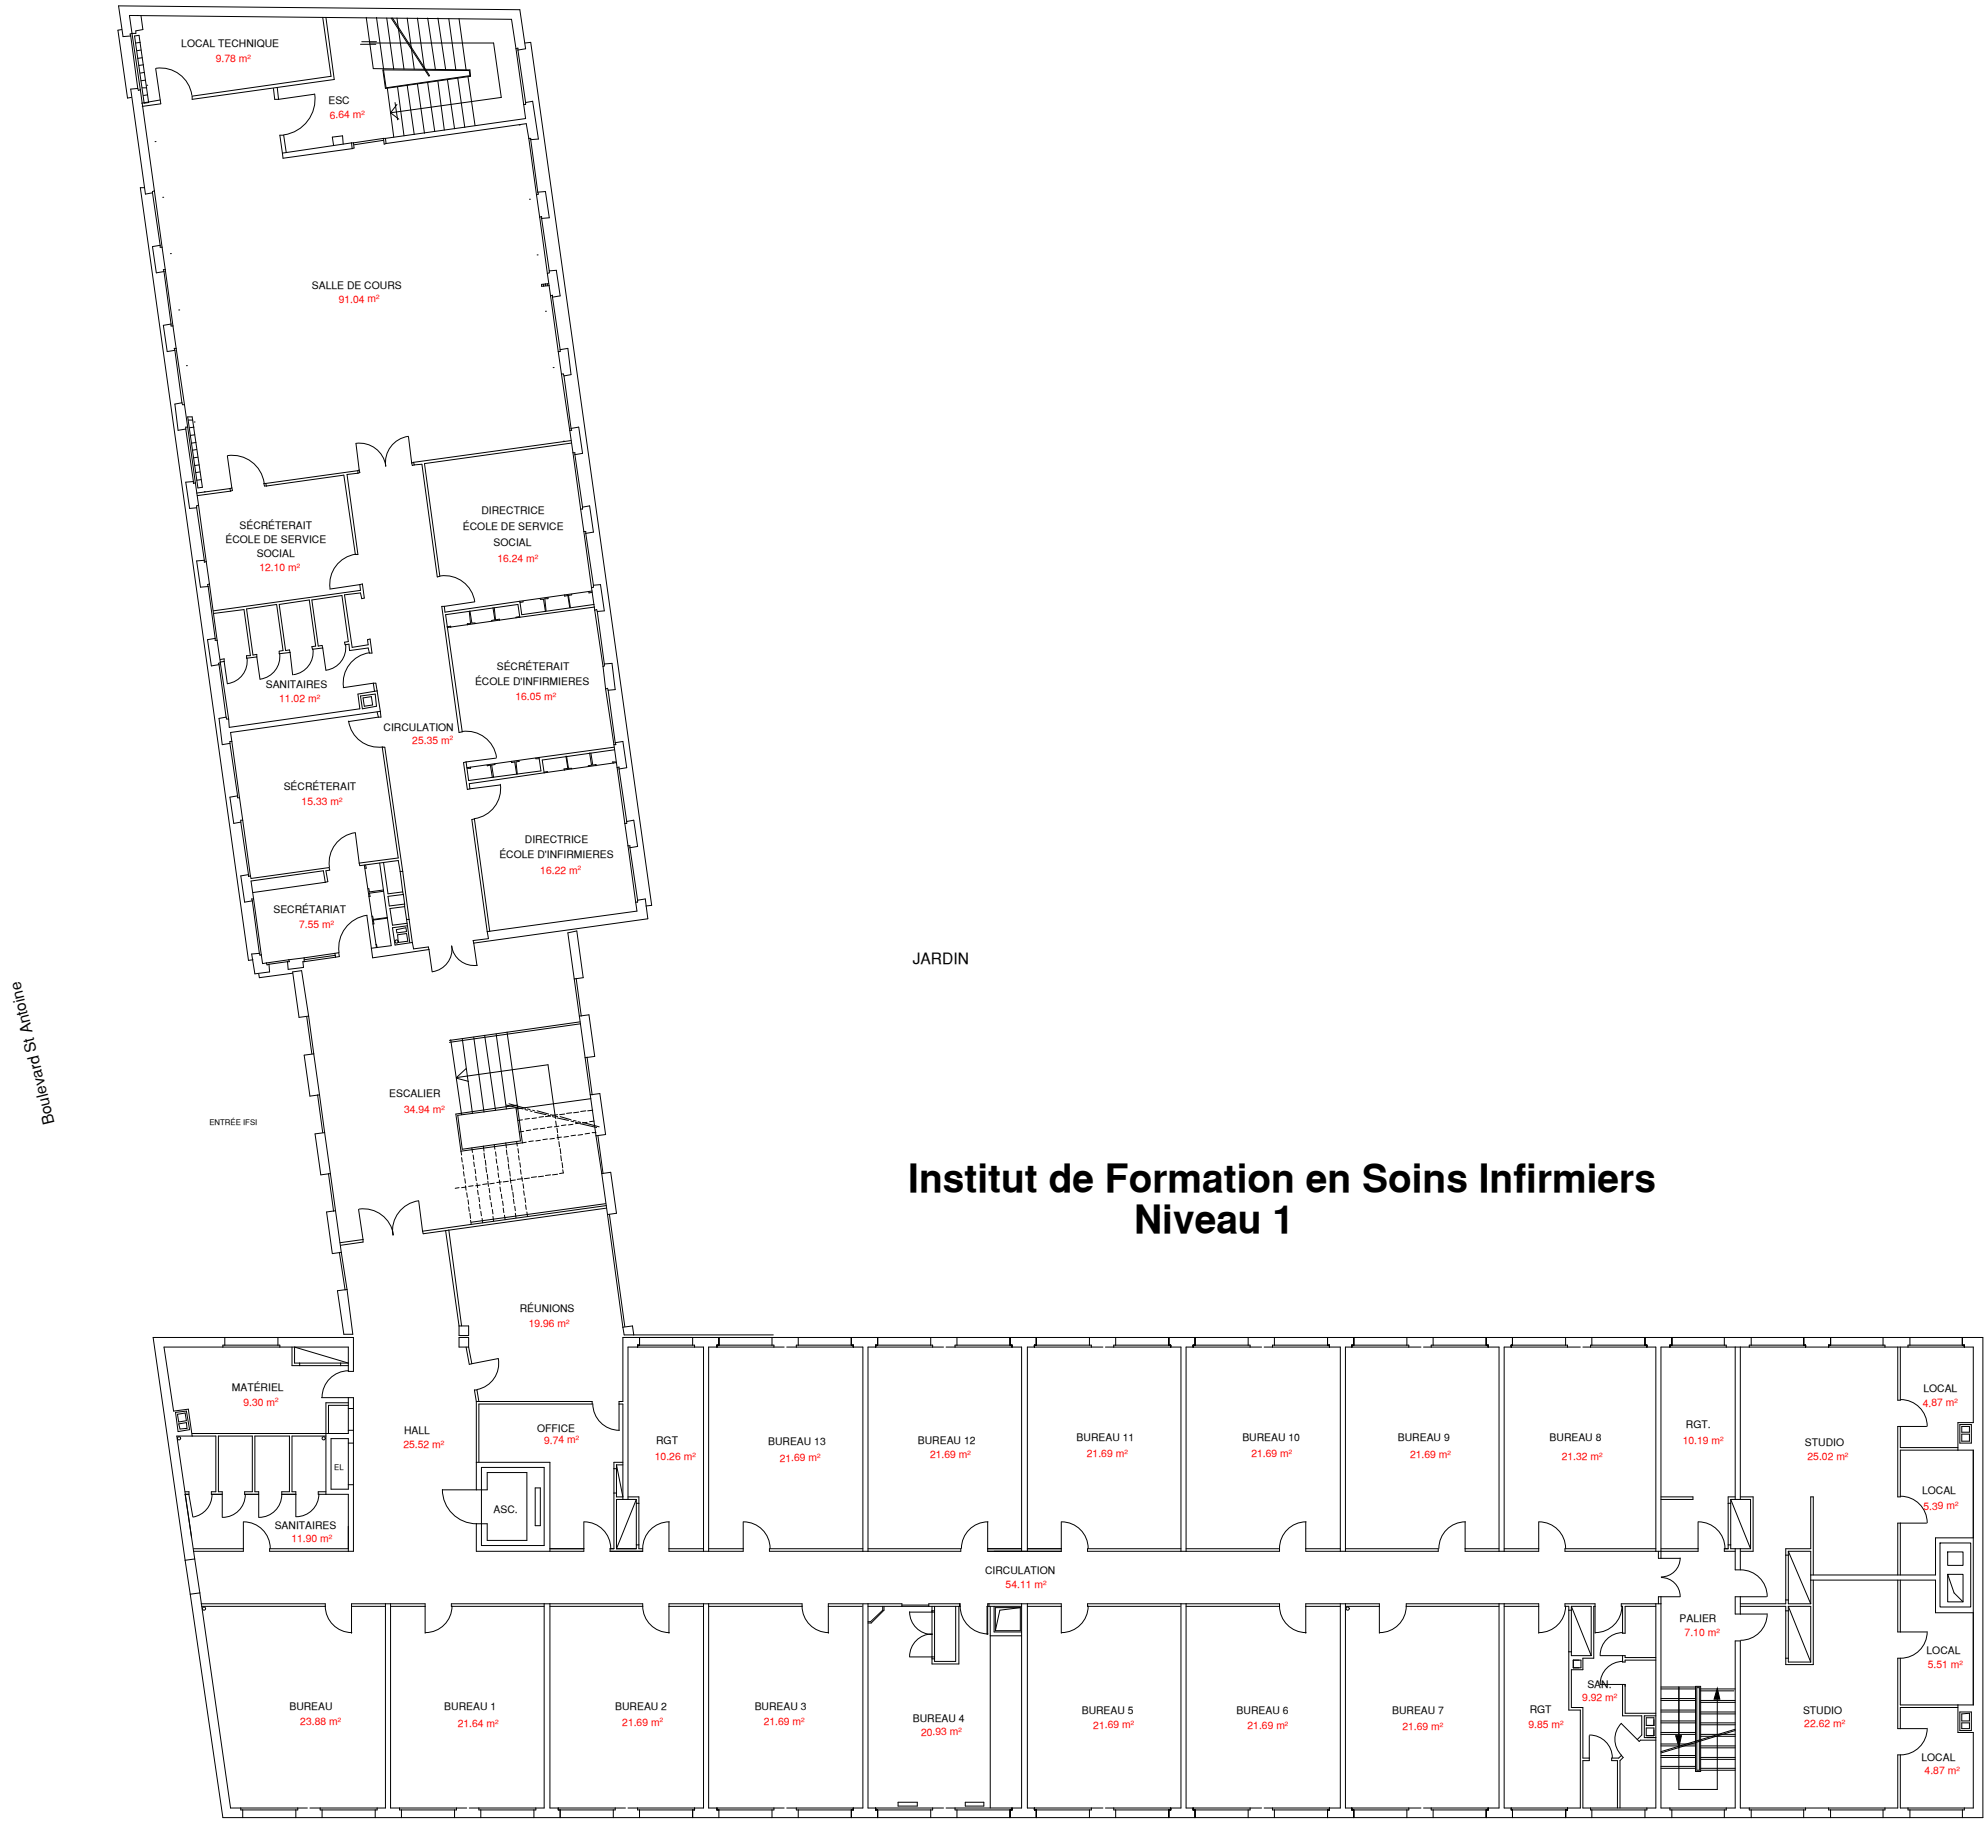 LOCAL TECHNIQUE
9.78 m²
ESC
6.64 m²
SALLE DE COURS
91.04 m²
SÉCRÉTERAIT
ÉCOLE DE SERVICE
SOCIAL
12.10 m²
DIRECTRICE
ÉCOLE DE SERVICE
SOCIAL
16.24 m²
SANITAIRES
11.02 m²
SÉCRÉTERAIT
ÉCOLE D'INFIRMIERES
16.05 m²
CIRCULATION
25.35 m²
SÉCRÉTERAIT
15.33 m²
DIRECTRICE
ÉCOLE D'INFIRMIERES
16.22 m²
SECRÉTARIAT
7.55 m²
JARDIN
Boulevard St Antoine
ESCALIER
34.94 m²
ENTRÉE IFSI
Institut de Formation en Soins Infirmiers
Niveau 1
RÉUNIONS
19.96 m²
MATÉRIEL
9.30 m²
HALL
25.52 m²
OFFICE
9.74 m²
EL
ASC.
SANITAIRES
11.90 m²
RGT
10.26 m²
BUREAU 13
21.69 m²
BUREAU 12
21.69 m²
BUREAU 11
21.69 m²
BUREAU 10
21.69 m²
BUREAU 9
21.69 m²
BUREAU 8
21.32 m²
RGT.
10.19 m²
STUDIO
25.02 m²
LOCAL
4.87 m²
LOCAL
5.39 m²
CIRCULATION
54.11 m²
PALIER
7.10 m²
LOCAL
5.51 m²
BUREAU
23.88 m²
BUREAU 1
21.64 m²
BUREAU 2
21.69 m²
BUREAU 3
21.69 m²
BUREAU 4
20.93 m²
BUREAU 5
21.69 m²
BUREAU 6
21.69 m²
BUREAU 7
21.69 m²
RGT
9.85 m²
SAN.
9.92 m²
STUDIO
22.62 m²
LOCAL
4.87 m²